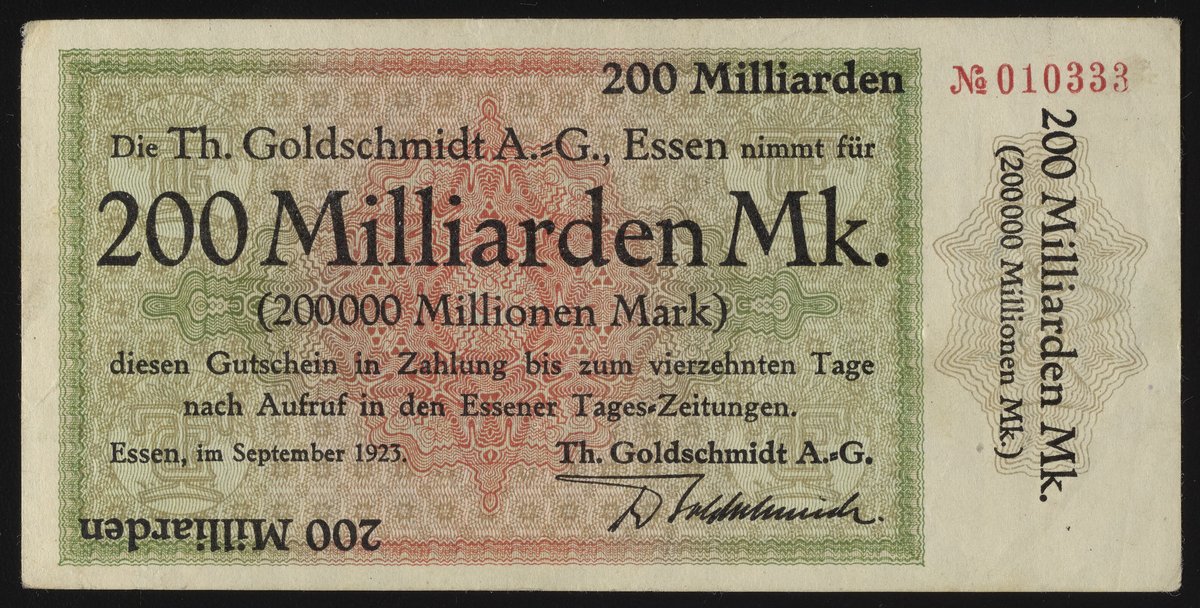 200 Milliarden
№ 010333
Die Th. Goldschmidt A.=G., Essen nimmt für
200 Milliarden Mk.
(200000 Millionen Mark)
diesen Gutschein in Zahlung bis zum vierzehnten Tage
nach Aufruf in den Essener Tages=Zeitungen.
Essen, im September 1923.
Th. Goldschmidt A.=G.
Th Goldschmidt.
200 Milliarden
200 Milliarden Mk.
(200000 Millionen Mk.)